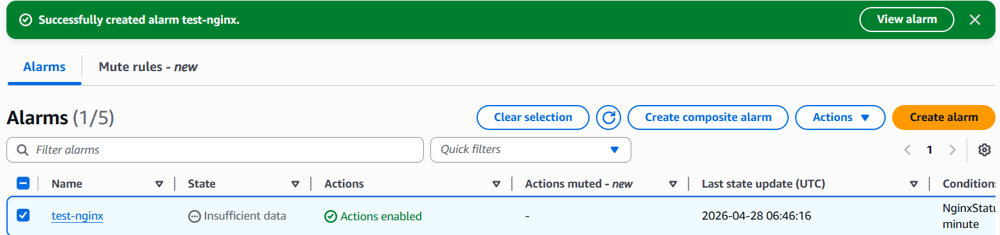 Successfully created alarm test-nginx.
View alarm
Alarms
Mute rules - new
Alarms (1/5)
Clear selection
Create composite alarm
Actions
Create alarm
Filter alarms
Quick filters
1
Name
State
Actions
Actions muted - new
Last state update (UTC)
Conditions
test-nginx
Insufficient data
Actions enabled
-
2026-04-28 06:46:16
NginxStatu
minute